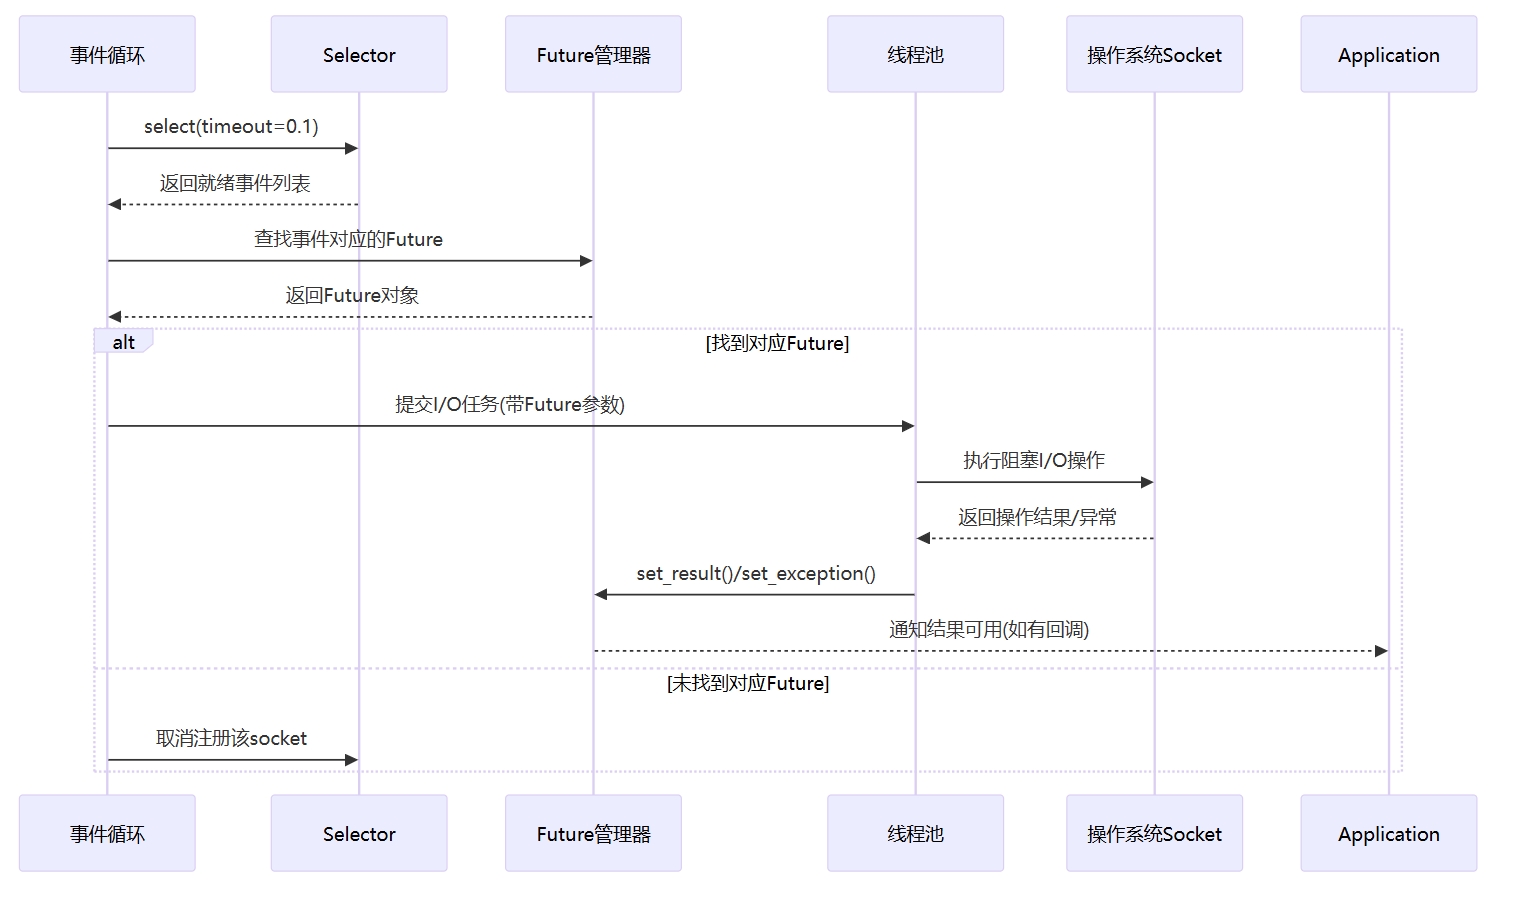 事件循环
Selector
Future管理器
线程池
操作系统Socket
Application
select(timeout=0.1)
返回就绪事件列表
查找事件对应的Future
返回Future对象
alt
[找到对应Future]
提交I/O任务(带Future参数)
执行阻塞I/O操作
返回操作结果/异常
set_result()/set_exception()
通知结果可用(如有回调)
[未找到对应Future]
取消注册该socket
事件循环
Selector
Future管理器
线程池
操作系统Socket
Application